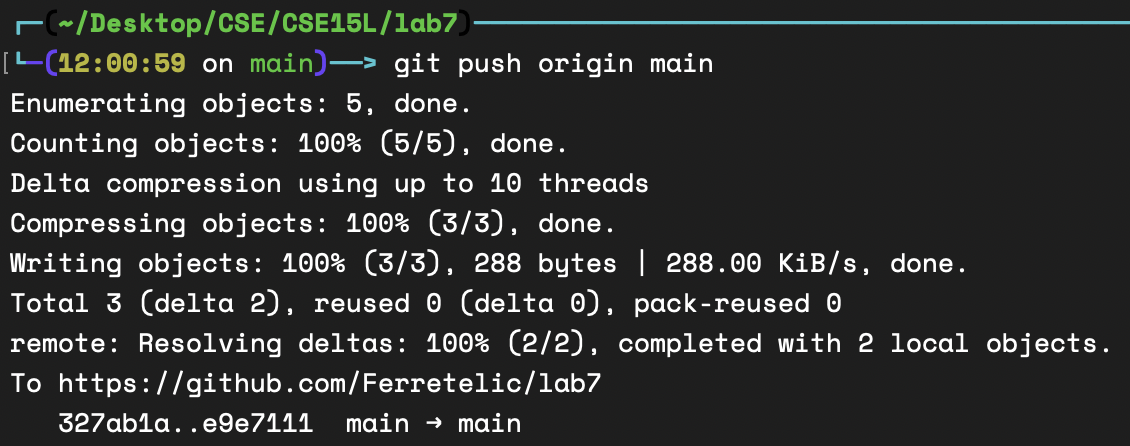 (~/Desktop/CSE/CSE15L/lab7)
[(12:00:59 on main)──> git push origin main
Enumerating objects: 5, done.
Counting objects: 100% (5/5), done.
Delta compression using up to 10 threads
Compressing objects: 100% (3/3), done.
Writing objects: 100% (3/3), 288 bytes | 288.00 KiB/s, done.
Total 3 (delta 2), reused 0 (delta 0), pack-reused 0
remote: Resolving deltas: 100% (2/2), completed with 2 local objects.
To https://github.com/Ferretelic/lab7
   327ab1a..e9e7111  main → main